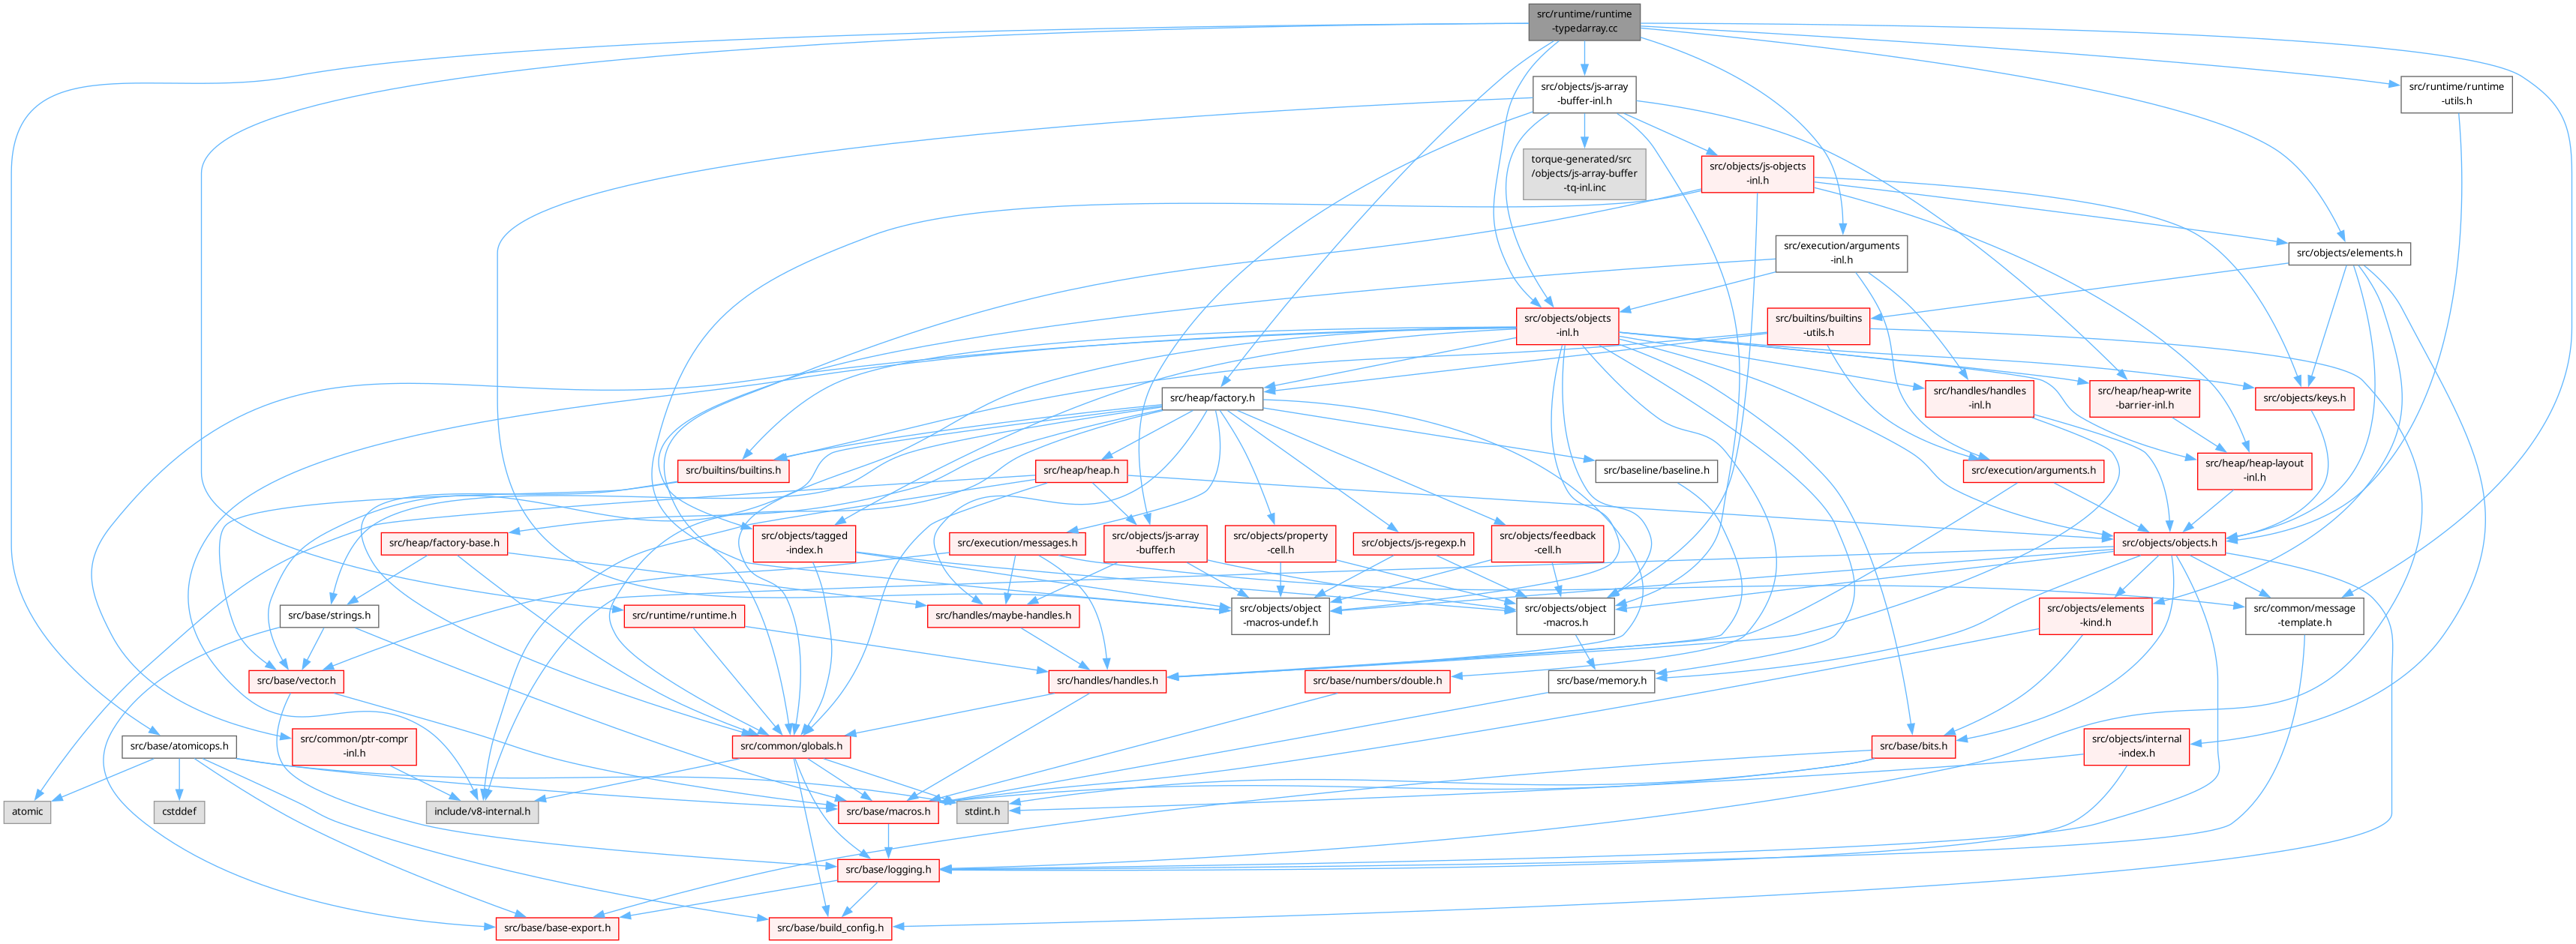 src/runtime/runtime
-typedarray.cc
src/objects/js-array
-buffer-inl.h
src/runtime/runtime
-utils.h
torque-generated/src
/objects/js-array-buffer
-tq-inl.inc
src/objects/js-objects
-inl.h
src/execution/arguments
-inl.h
src/objects/elements.h
src/objects/objects
-inl.h
src/builtins/builtins
-utils.h
src/heap/factory.h
src/handles/handles
-inl.h
src/heap/heap-write
-barrier-inl.h
src/objects/keys.h
src/builtins/builtins.h
src/heap/heap.h
src/baseline/baseline.h
src/execution/arguments.h
src/heap/heap-layout
-inl.h
src/heap/factory-base.h
src/objects/tagged
-index.h
src/execution/messages.h
src/objects/js-array
-buffer.h
src/objects/property
-cell.h
src/objects/js-regexp.h
src/objects/feedback
-cell.h
src/objects/objects.h
src/base/strings.h
src/runtime/runtime.h
src/handles/maybe-handles.h
src/objects/object
-macros-undef.h
src/objects/object
-macros.h
src/objects/elements
-kind.h
src/common/message
-template.h
src/base/vector.h
src/handles/handles.h
src/base/numbers/double.h
src/base/memory.h
src/base/atomicops.h
src/common/ptr-compr
-inl.h
src/common/globals.h
src/base/bits.h
src/objects/internal
-index.h
atomic
cstddef
include/v8-internal.h
src/base/macros.h
stdint.h
src/base/logging.h
src/base/base-export.h
src/base/build_config.h